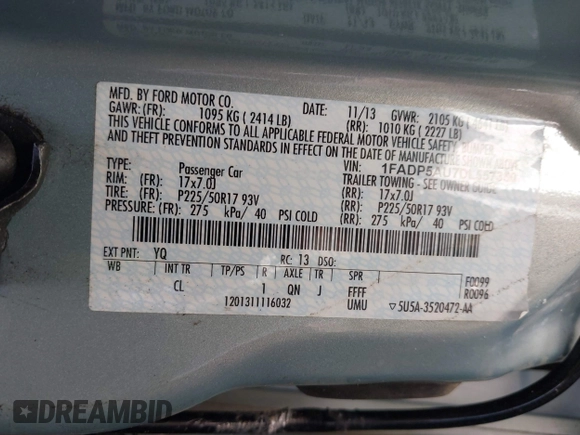 MFD. BY FORD MOTOR CO.
DATE: 11/13 GVWR: 2105 KG
GAWR: (FR): 1095 KG ( 2414 LB) (RR): 1010 KG ( 2227 LB)
THIS VEHICLE CONFORMS TO ALL APPLICABLE FEDERAL MOTOR VEHICLE SAFETY
PREVENTION STANDARDS IN EFFECT ON THE DATE OF MANUFACTURE SHOWN ABOVE
VIN:
TYPE: Passenger Car TRAILER TOWING - SEE OWNER GUIDE
RIM: (FR): 17x7.0J (RR): 17x7.0J
TIRE: (FR): P225/50R17 93V (RR): P225/50R17 93V
PRESSURE: (FR): 275 kPa/ 40 PSI COLD (RR): 275 kPa/ 40 PSI COLD
EXT PNT: YQ RC: 13 DSO:
WB INT TR TP/PS R AXLE TR SPR F0099
CL 1 QN J FFFF R0096
1201311116032 UMU ▽5U5A-3520472-AA
DREAMBID